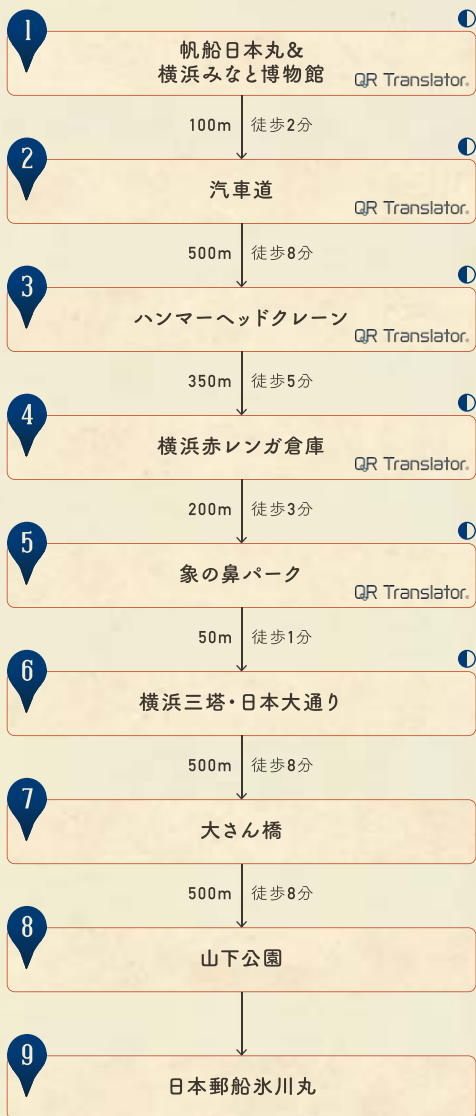 1
帆船日本丸&
横浜みなと博物館
QR Translator®
100m 徒歩2分
2
汽車道
QR Translator®
500m 徒歩8分
3
ハンマーヘッドクレーン
QR Translator®
350m 徒歩5分
4
横浜赤レンガ倉庫
QR Translator®
200m 徒歩3分
5
象の鼻パーク
QR Translator®
50m 徒歩1分
6
横浜三塔・日本大通り
500m 徒歩8分
7
大さん橋
500m 徒歩8分
8
山下公園
9
日本郵船氷川丸